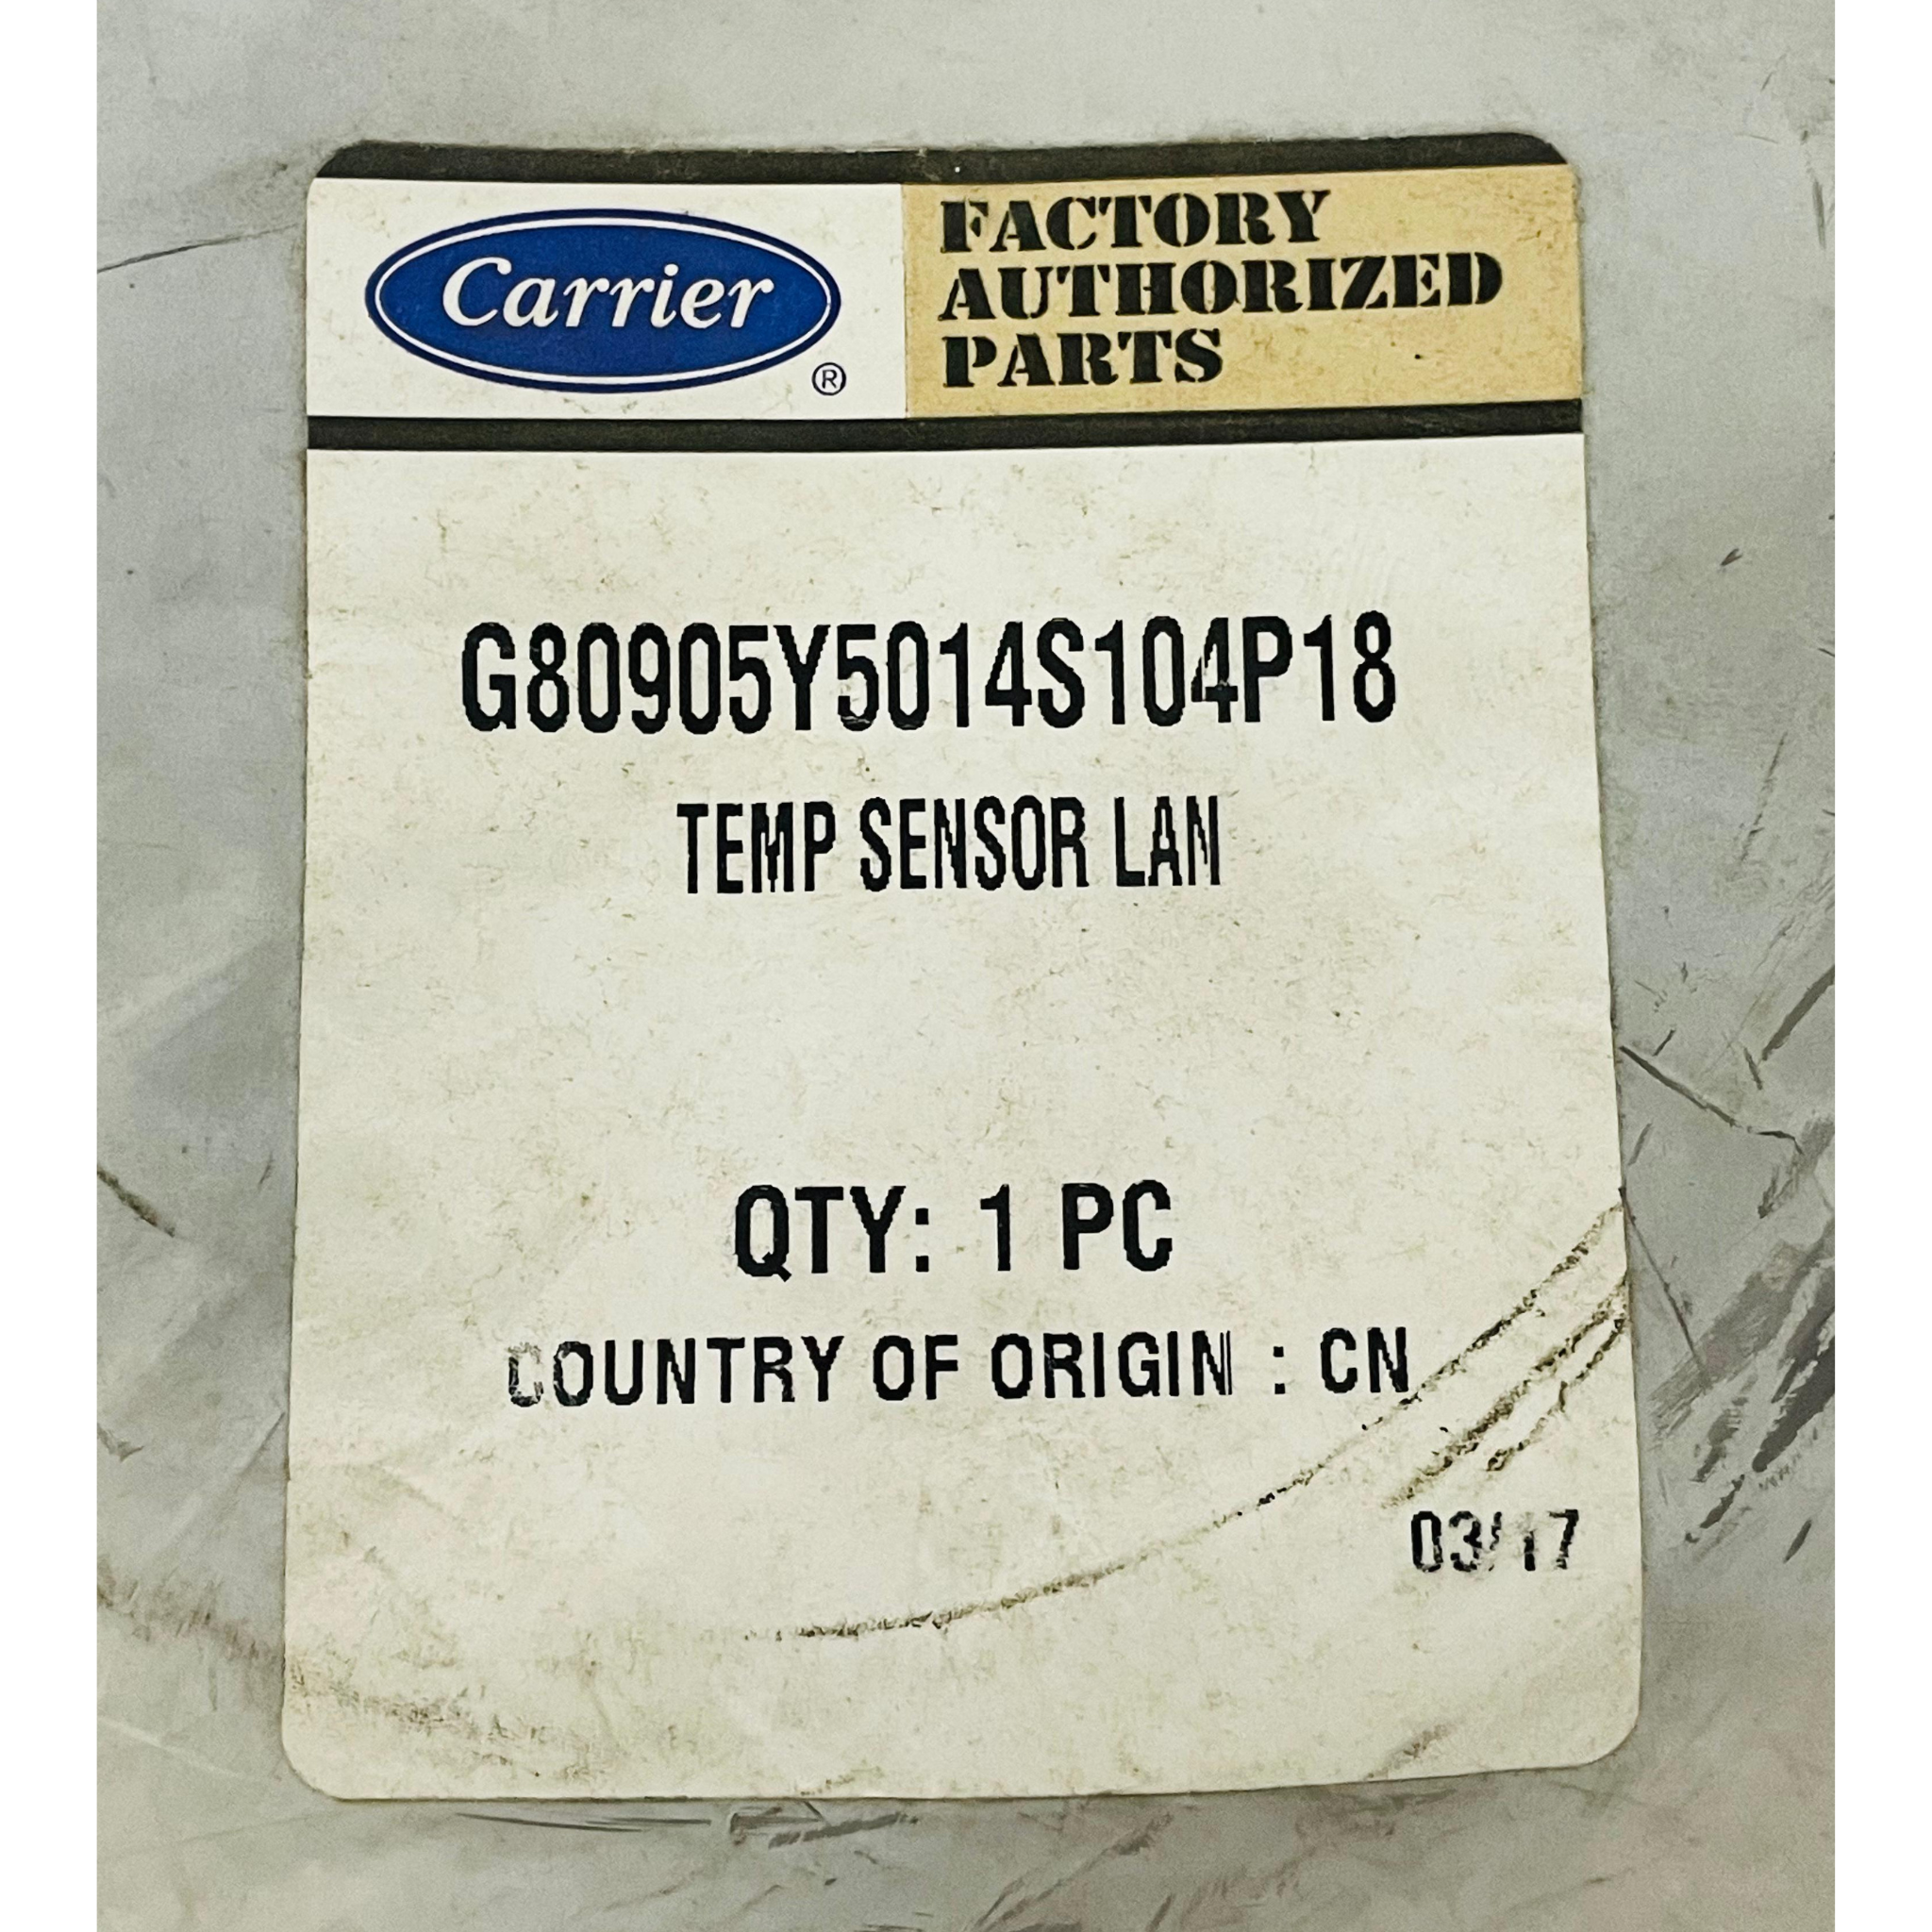 Carrier ®
FACTORY
AUTHORIZED
PARTS
G80905Y5014S104P18
TEMP SENSOR LAN
QTY: 1 PC
COUNTRY OF ORIGIN : CN
03/17